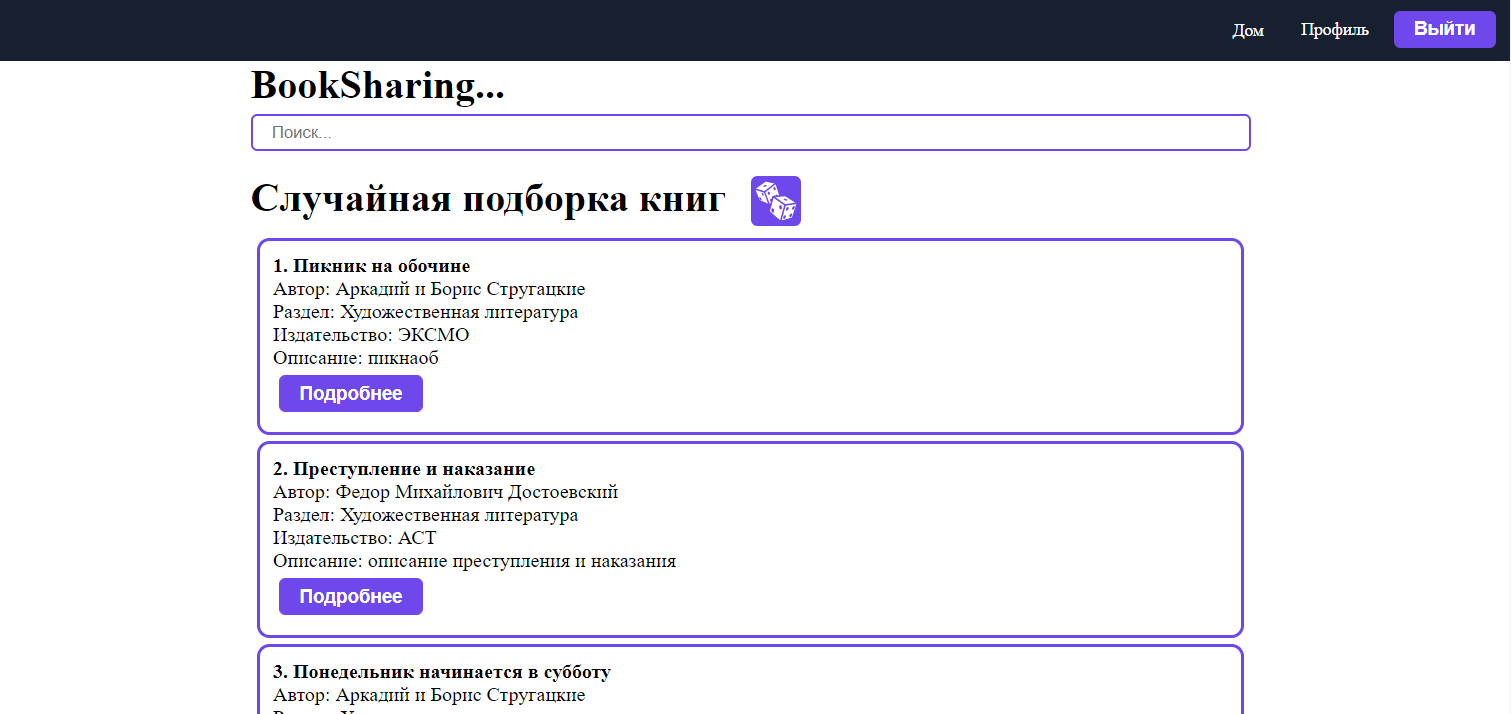 Дом Профиль Выйти
BookSharing...
Поиск...
Случайная подборка книг
1. Пикник на обочине
Автор: Аркадий и Борис Стругацкие
Раздел: Художественная литература
Издательство: ЭКСМО
Описание: пикнаоб
Подробнее
2. Преступление и наказание
Автор: Федор Михайлович Достоевский
Раздел: Художественная литература
Издательство: АСТ
Описание: описание преступления и наказания
Подробнее
3. Понедельник начинается в субботу
Автор: Аркадий и Борис Стругацкие